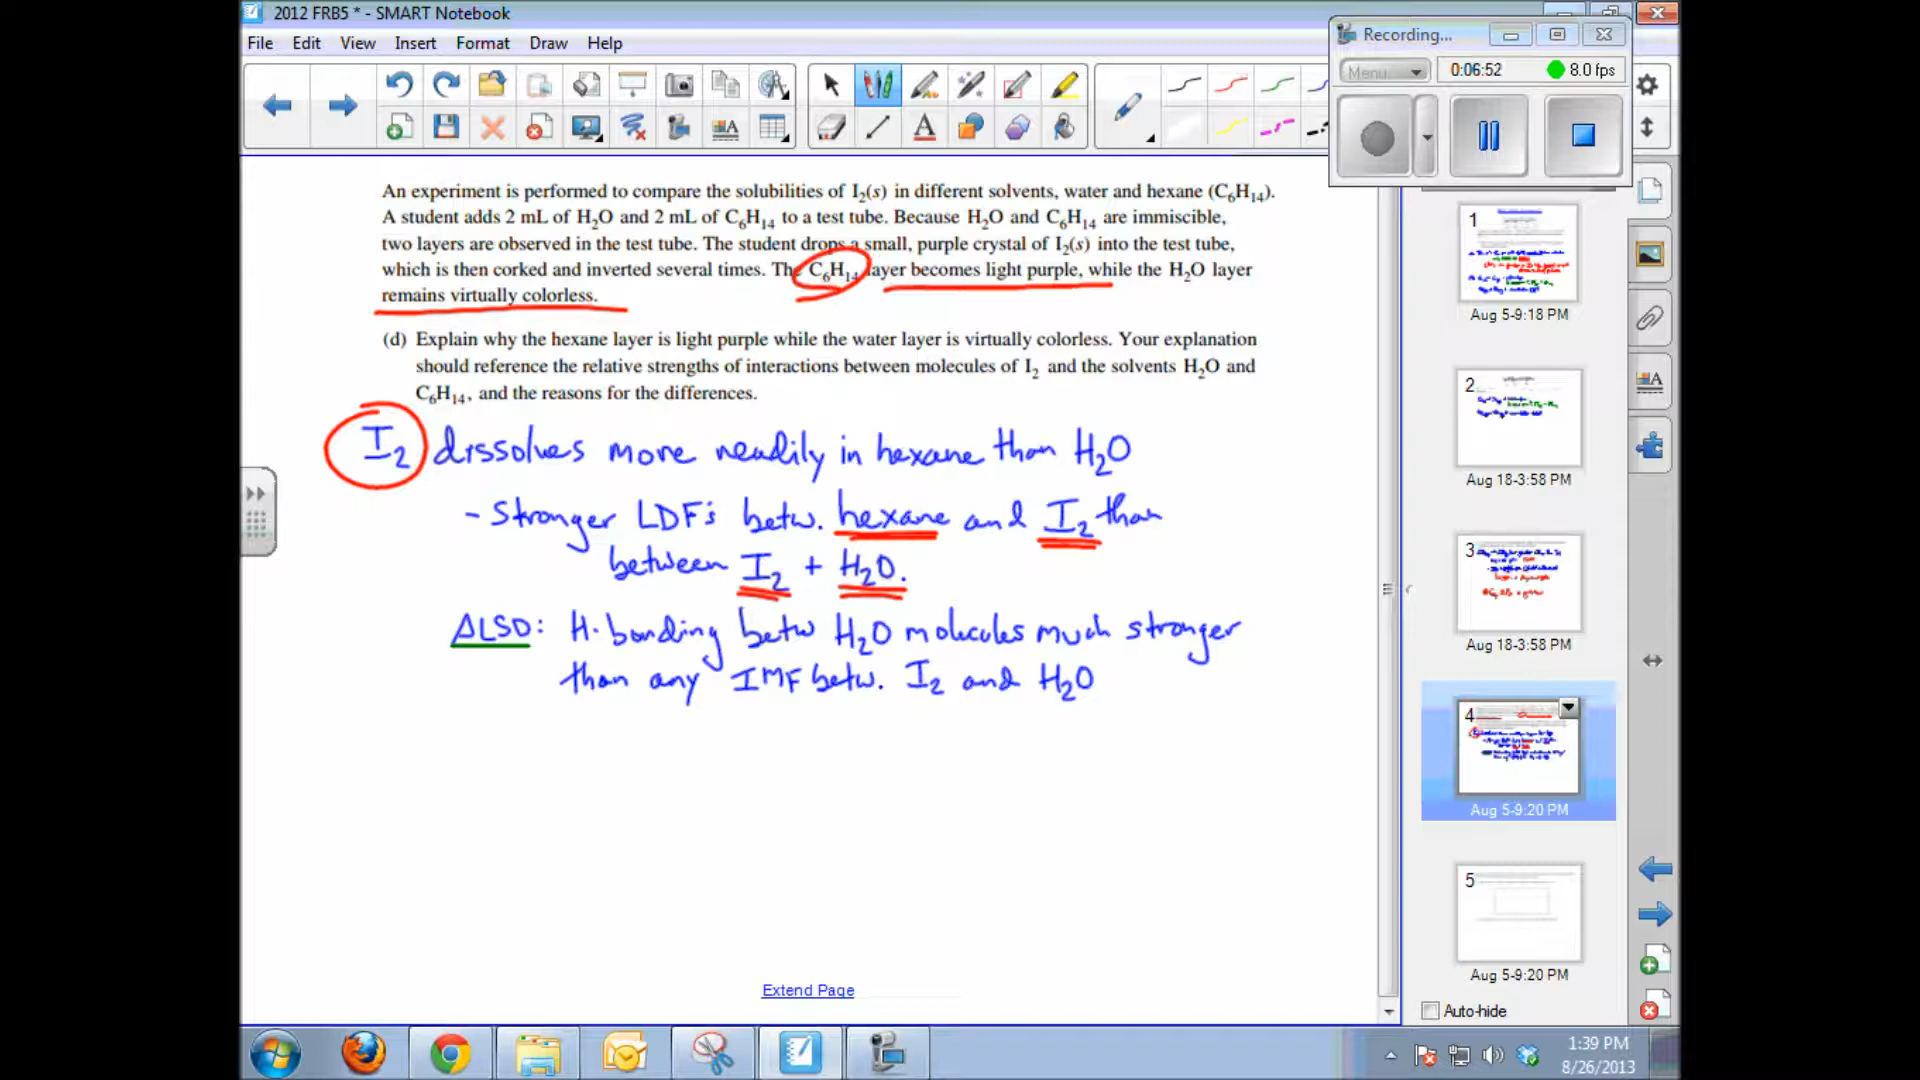 2012 FRB5 * - SMART Notebook
File Edit View Insert Format Draw Help
Recording...
Menu 0:06:52 8.0 fps
An experiment is performed to compare the solubilities of I₂(s) in different solvents, water and hexane (C₆H₁₄).
A student adds 2 mL of H₂O and 2 mL of C₆H₁₄ to a test tube. Because H₂O and C₆H₁₄ are immiscible,
two layers are observed in the test tube. The student drops a small, purple crystal of I₂(s) into the test tube,
which is then corked and inverted several times. The C₆H₁₄ layer becomes light purple, while the H₂O layer
remains virtually colorless.
(d) Explain why the hexane layer is light purple while the water layer is virtually colorless. Your explanation
should reference the relative strengths of interactions between molecules of I₂ and the solvents H₂O and
C₆H₁₄, and the reasons for the differences.
I₂ dissolves more readily in hexane than H₂O
- Stronger LDF's betw. hexane and I₂ than
between I₂ + H₂O.
ALSO: H-bonding betw H₂O molecules much stronger
than any IMF betw. I₂ and H₂O
Extend Page
1
Aug 5-9:18 PM
2
Aug 18-3:58 PM
3
Aug 18-3:58 PM
4
Aug 5-9:20 PM
5
Aug 5-9:20 PM
Auto-hide
1:39 PM
8/26/2013